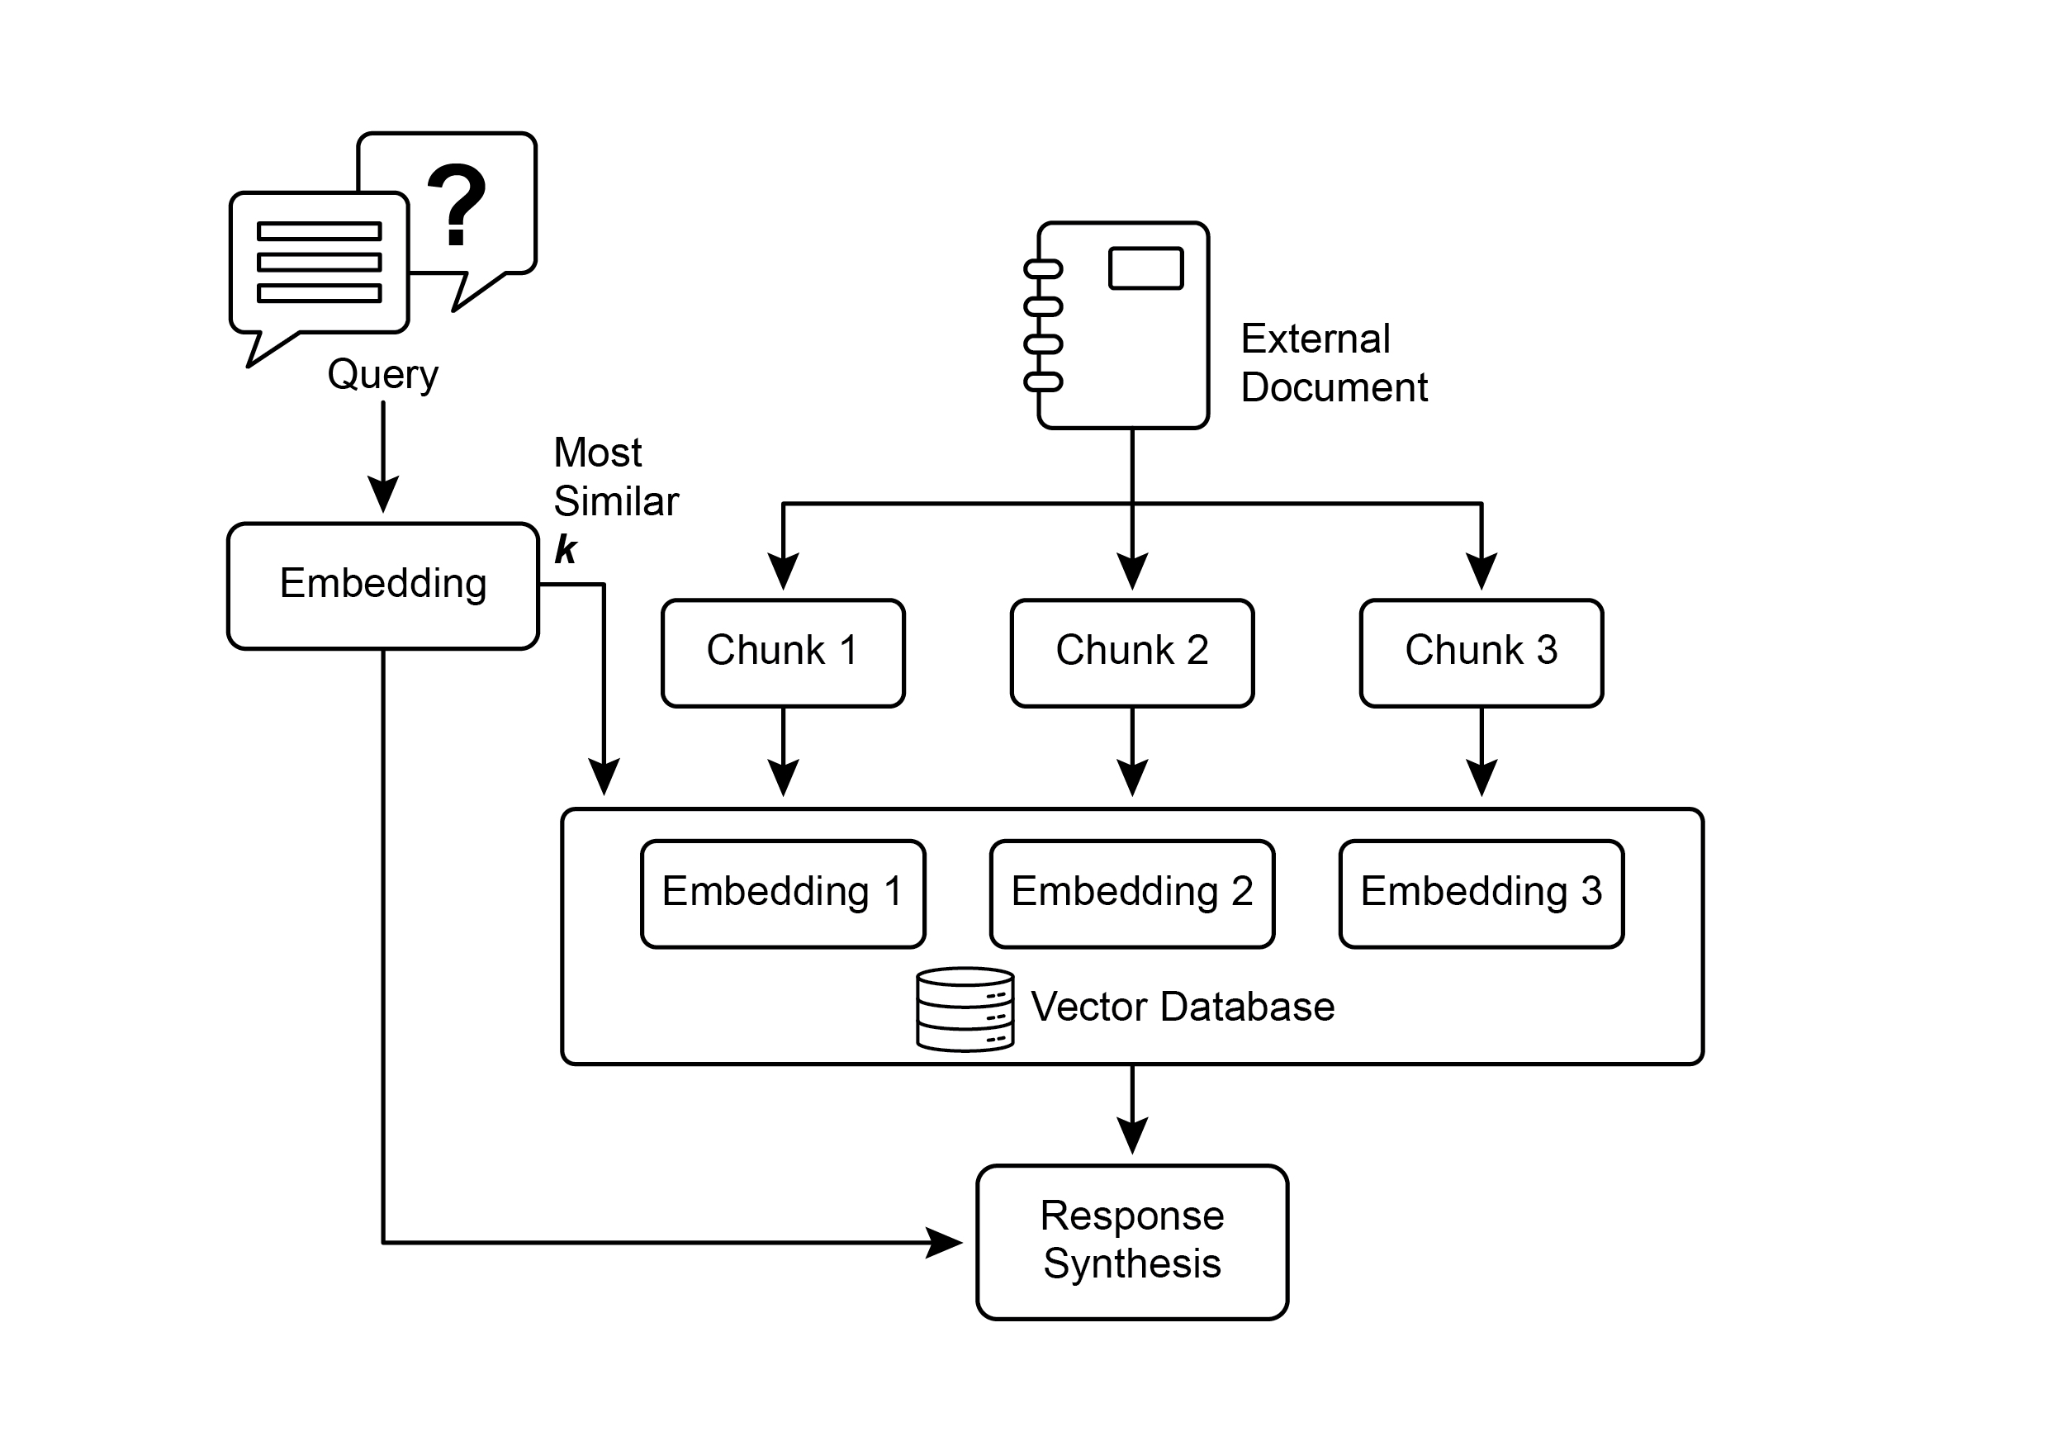 ?
Query
External
Document
Most
Similar
k
Embedding
Chunk 1
Chunk 2
Chunk 3
Embedding 1
Embedding 2
Embedding 3
Vector Database
Response
Synthesis